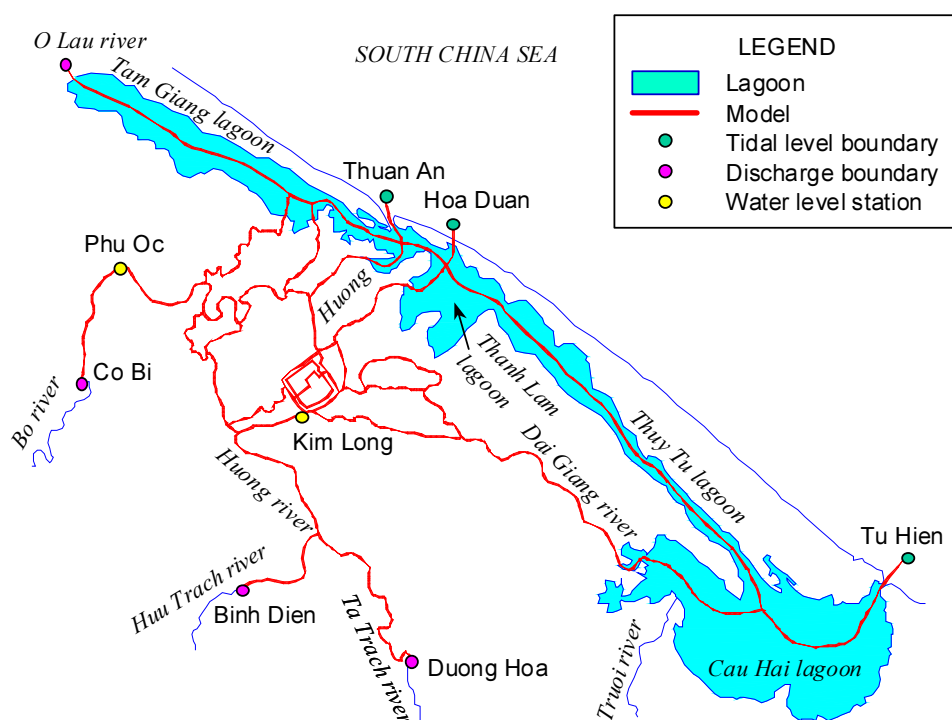 O Lau river
SOUTH CHINA SEA
Tam Giang lagoon
LEGEND
Lagoon
Model
Tidal level boundary
Discharge boundary
Water level station
Thuan An
Hoa Duan
Phu Oc
Huong
Thanh Lam
lagoon
Co Bi
Bo river
Kim Long
Huong river
Dai Giang river
Thuy Tu lagoon
Tu Hien
Huu Trach river
Binh Dien
Ta Trach river
Duong Hoa
Truoi river
Cau Hai lagoon